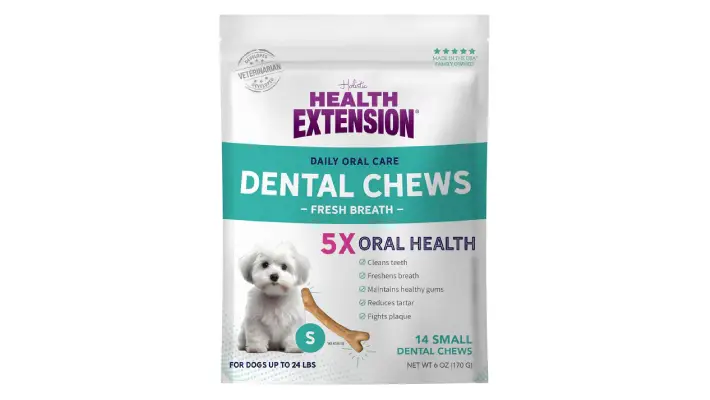 DEVELOPED
VETERINARIAN
MADE IN THE USA
Holistic
HEALTH
EXTENSION®
DAILY ORAL CARE
DENTAL CHEWS
– FRESH BREATH –
5X ORAL HEALTH
Cleans teeth
Freshens breath
Maintains healthy gums
Reduces tartar
Fights plaque
S
14 SMALL
DENTAL CHEWS
FOR DOGS UP TO 24 LBS
NET WT 6 OZ (170 G)